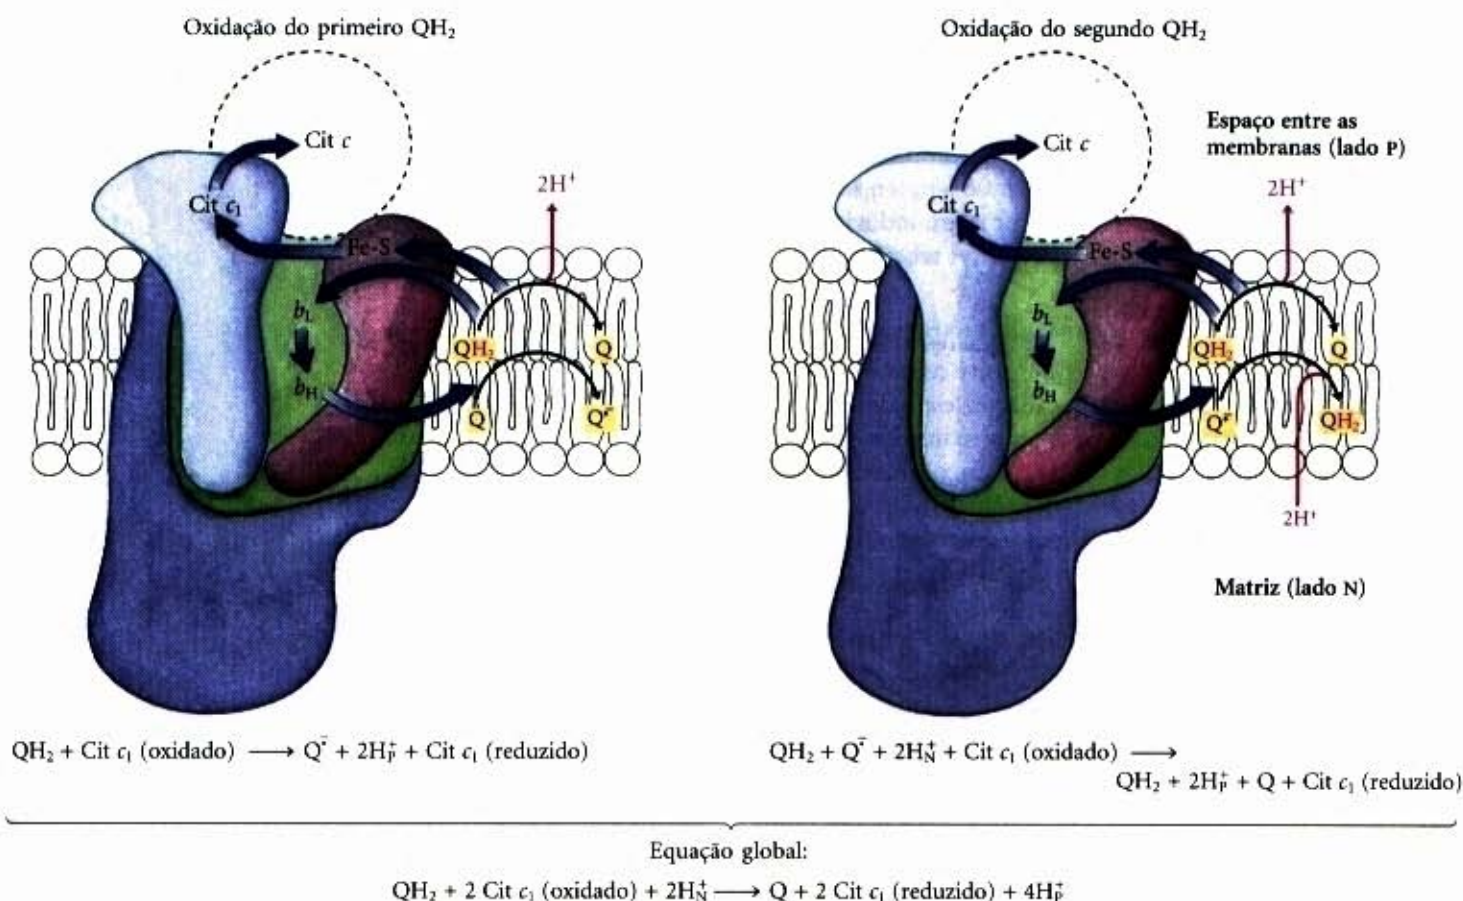 Oxidação do primeiro QH₂
Cit c
Cit c₁
Fe-S
2H⁺
b_L
b_H
QH₂
Q
Q
Q•⁻
Oxidação do segundo QH₂
Espaço entre as
membranas (lado P)
Cit c
Cit c₁
Fe-S
2H⁺
b_L
b_H
QH₂
Q
Q•⁻
QH₂
2H⁺
Matriz (lado N)
QH₂ + Cit c₁ (oxidado) ⟶ Q•⁻ + 2H⁺_P + Cit c₁ (reduzido)
QH₂ + Q•⁻ + 2H⁺_N + Cit c₁ (oxidado) ⟶
QH₂ + 2H⁺_P + Q + Cit c₁ (reduzido)
Equação global:
QH₂ + 2 Cit c₁ (oxidado) + 2H⁺_N ⟶ Q + 2 Cit c₁ (reduzido) + 4H⁺_P